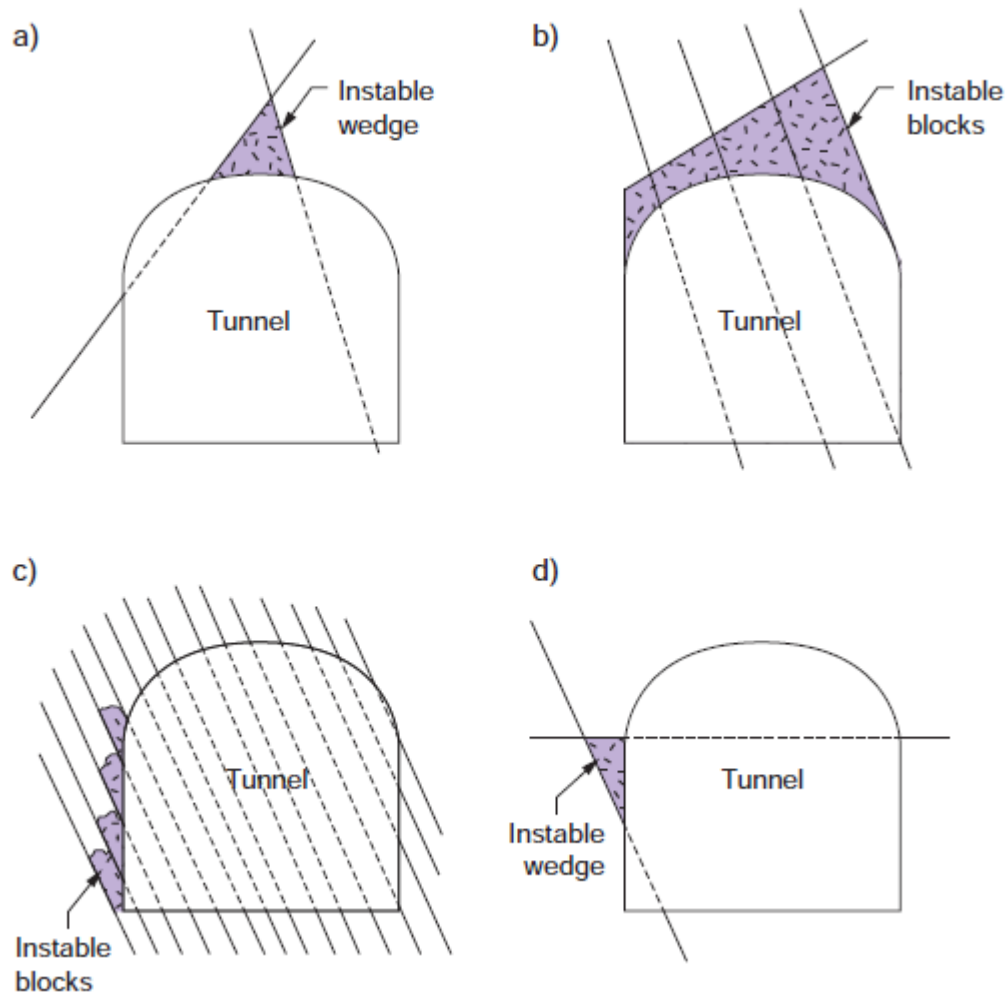 a)
Instable
wedge
Tunnel
b)
Instable
blocks
Tunnel
c)
Tunnel
Instable
blocks
d)
Tunnel
Instable
wedge